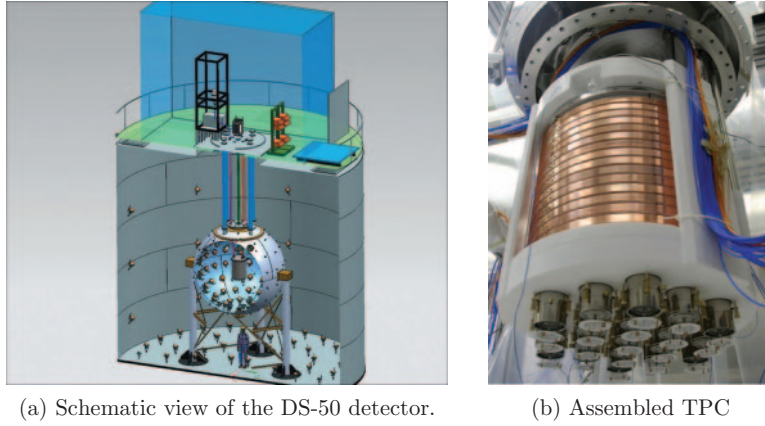 (a) Schematic view of the DS-50 detector.
(b) Assembled TPC